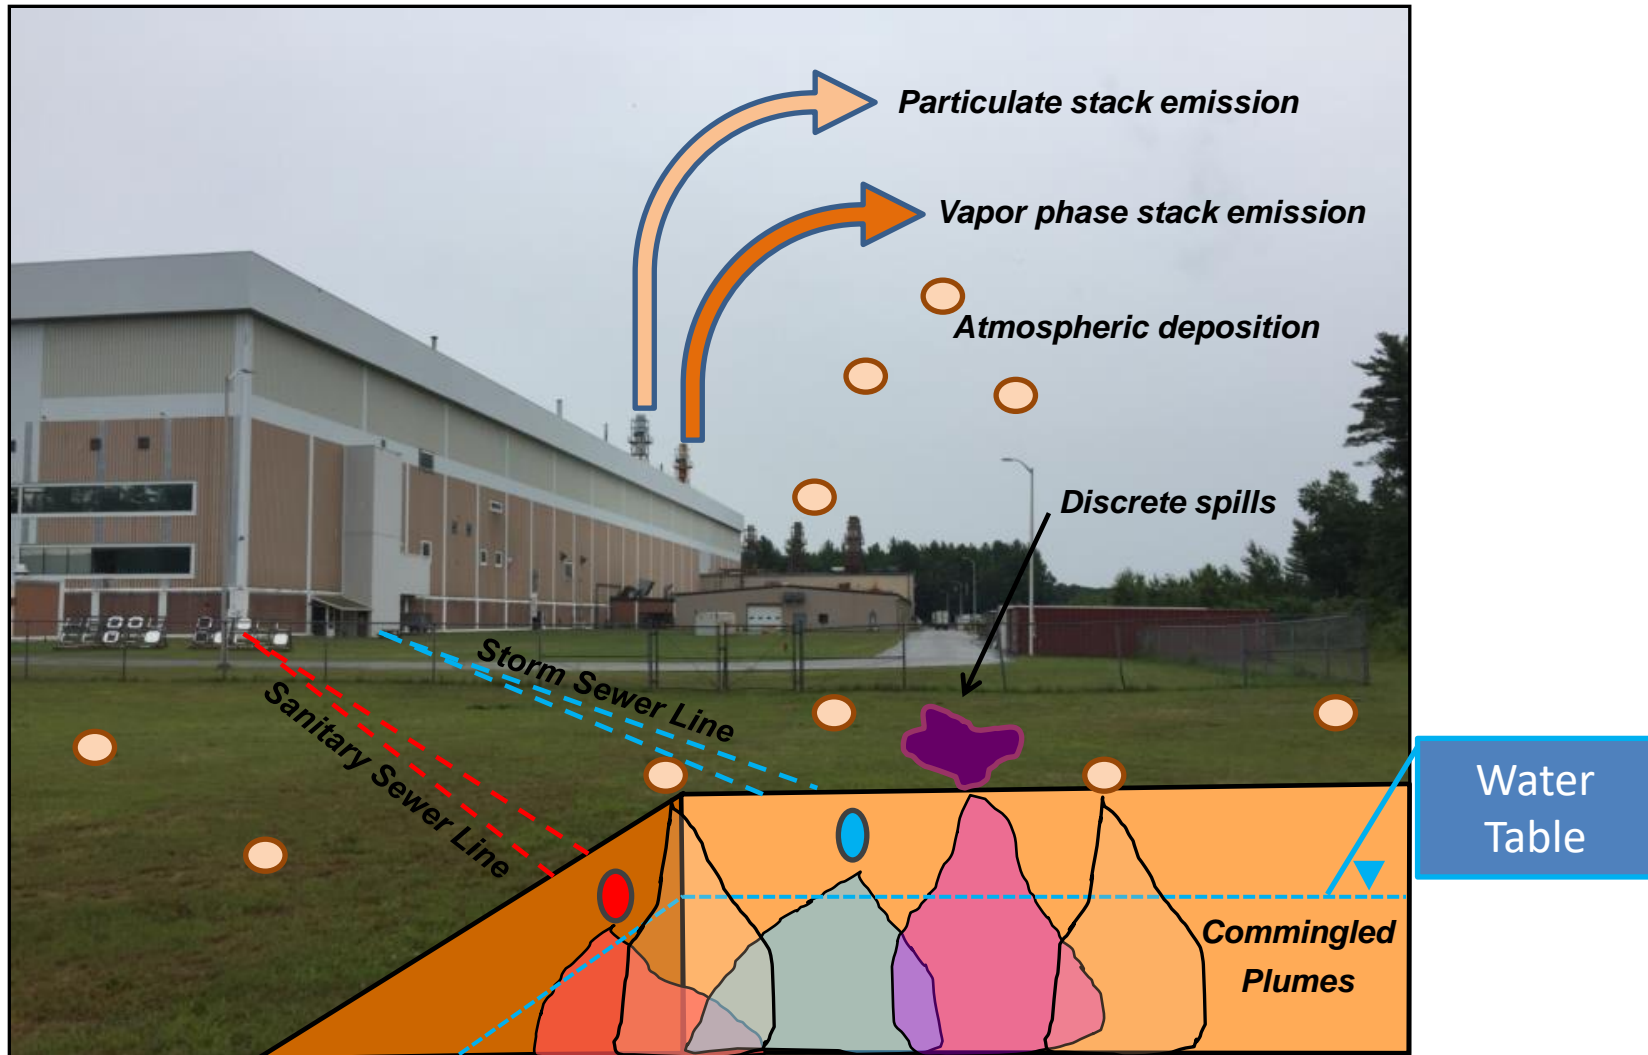 Particulate stack emission
Vapor phase stack emission
Atmospheric deposition
Discrete spills
Storm Sewer Line
Sanitary Sewer Line
Water
Table
Commingled
Plumes